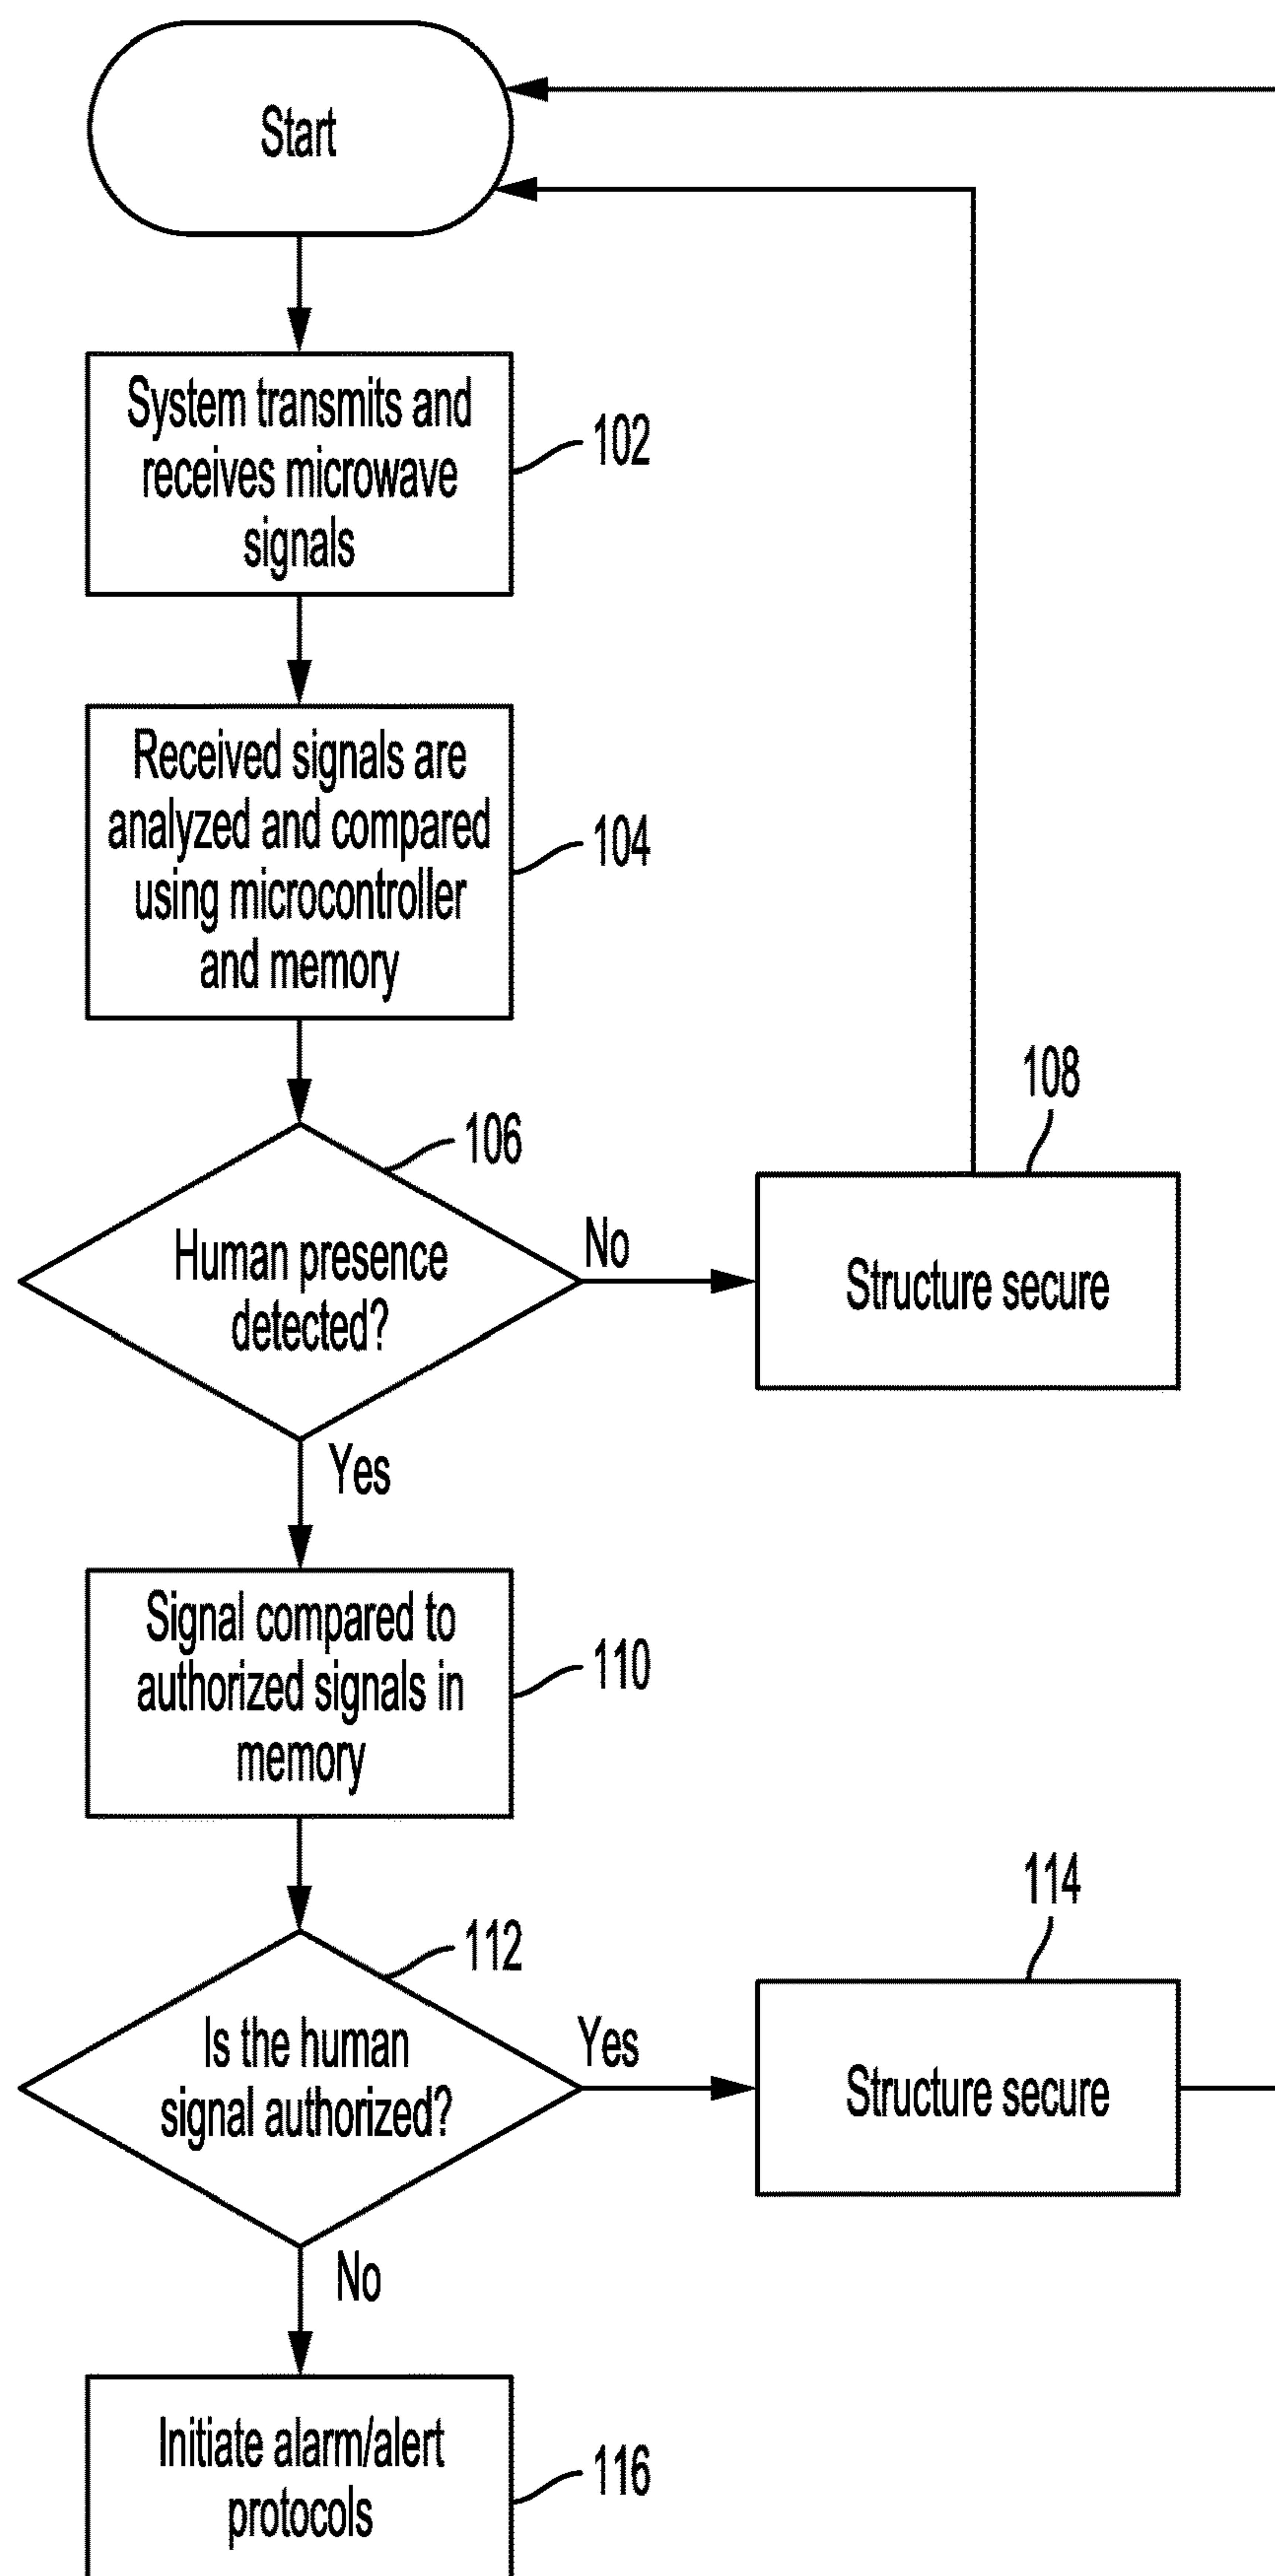 Start
System transmits and
receives microwave
signals
102
Received signals are
analyzed and compared
using microcontroller
and memory
104
106
Human presence
detected?
No
108
Structure secure
Yes
Signal compared to
authorized signals in
memory
110
112
Is the human
signal authorized?
Yes
114
Structure secure
No
Initiate alarm/alert
protocols
116